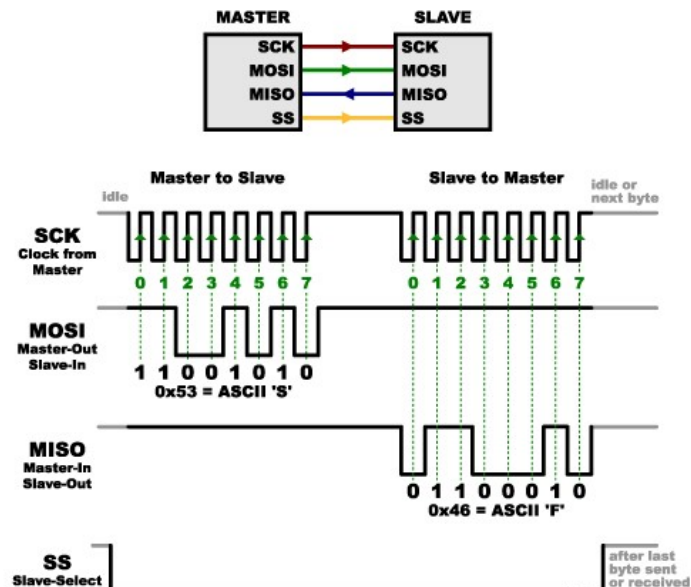 MASTER SLAVE
SCK SCK
MOSI MOSI
MISO MISO
SS SS
Master to Slave Slave to Master
idle
idle or
next byte
SCK
Clock from
Master
0 1 2 3 4 5 6 7 0 1 2 3 4 5 6 7
MOSI
Master-Out
Slave-In
1 1 0 0 1 0 1 0
0x53 = ASCII 'S'
MISO
Master-In
Slave-Out
0 1 1 0 0 0 1 0
0x46 = ASCII 'F'
SS
Slave-Select
after last
byte sent
or received